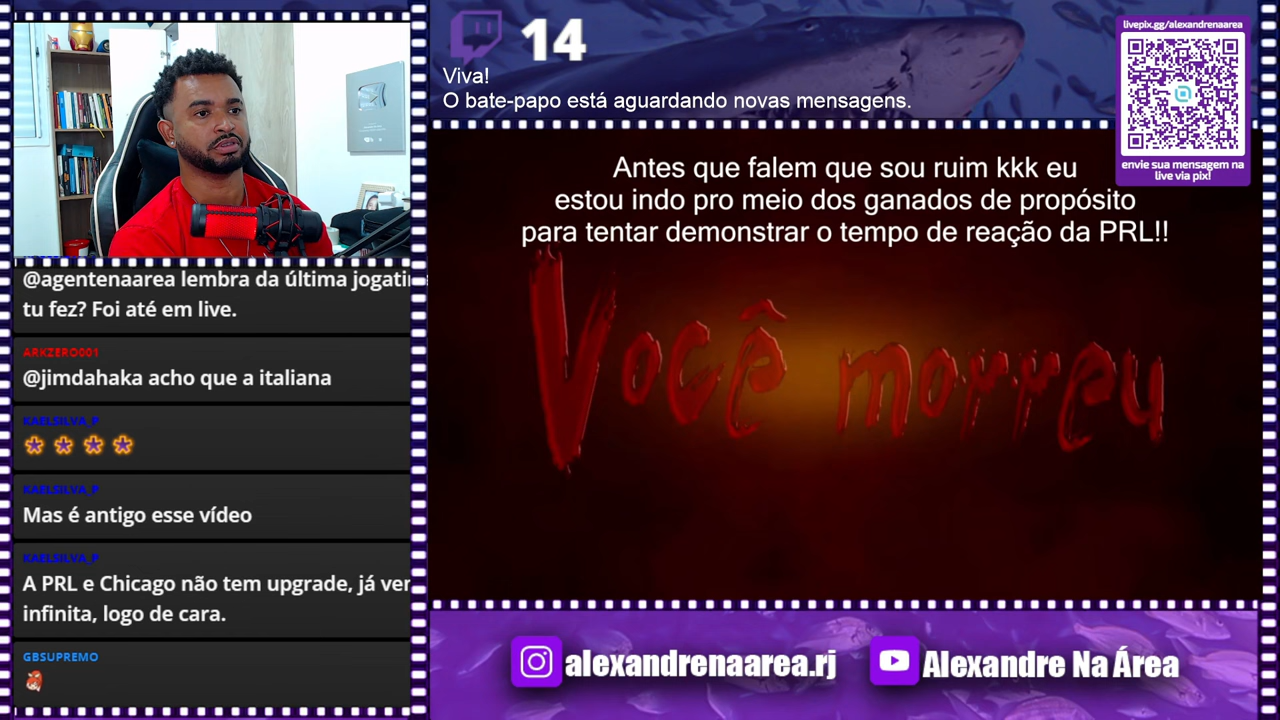 @agentenaarea lembra da última jogati
tu fez? Foi até em live.
ARKZERO001
@jimdahaka acho que a italiana
KAELSILVA_P
KAELSILVA_P
Mas é antigo esse vídeo
KAELSILVA_P
A PRL e Chicago não tem upgrade, já ver
infinita, logo de cara.
GBSUPREMO
14
Viva!
O bate-papo está aguardando novas mensagens.
livepix.gg/alexandrenaarea
envie sua mensagem na
live via pix!
Antes que falem que sou ruim kkk eu
estou indo pro meio dos ganados de propósito
para tentar demonstrar o tempo de reação da PRL!!
Você morreu
alexandrenaarea.rj
Alexandre Na Área